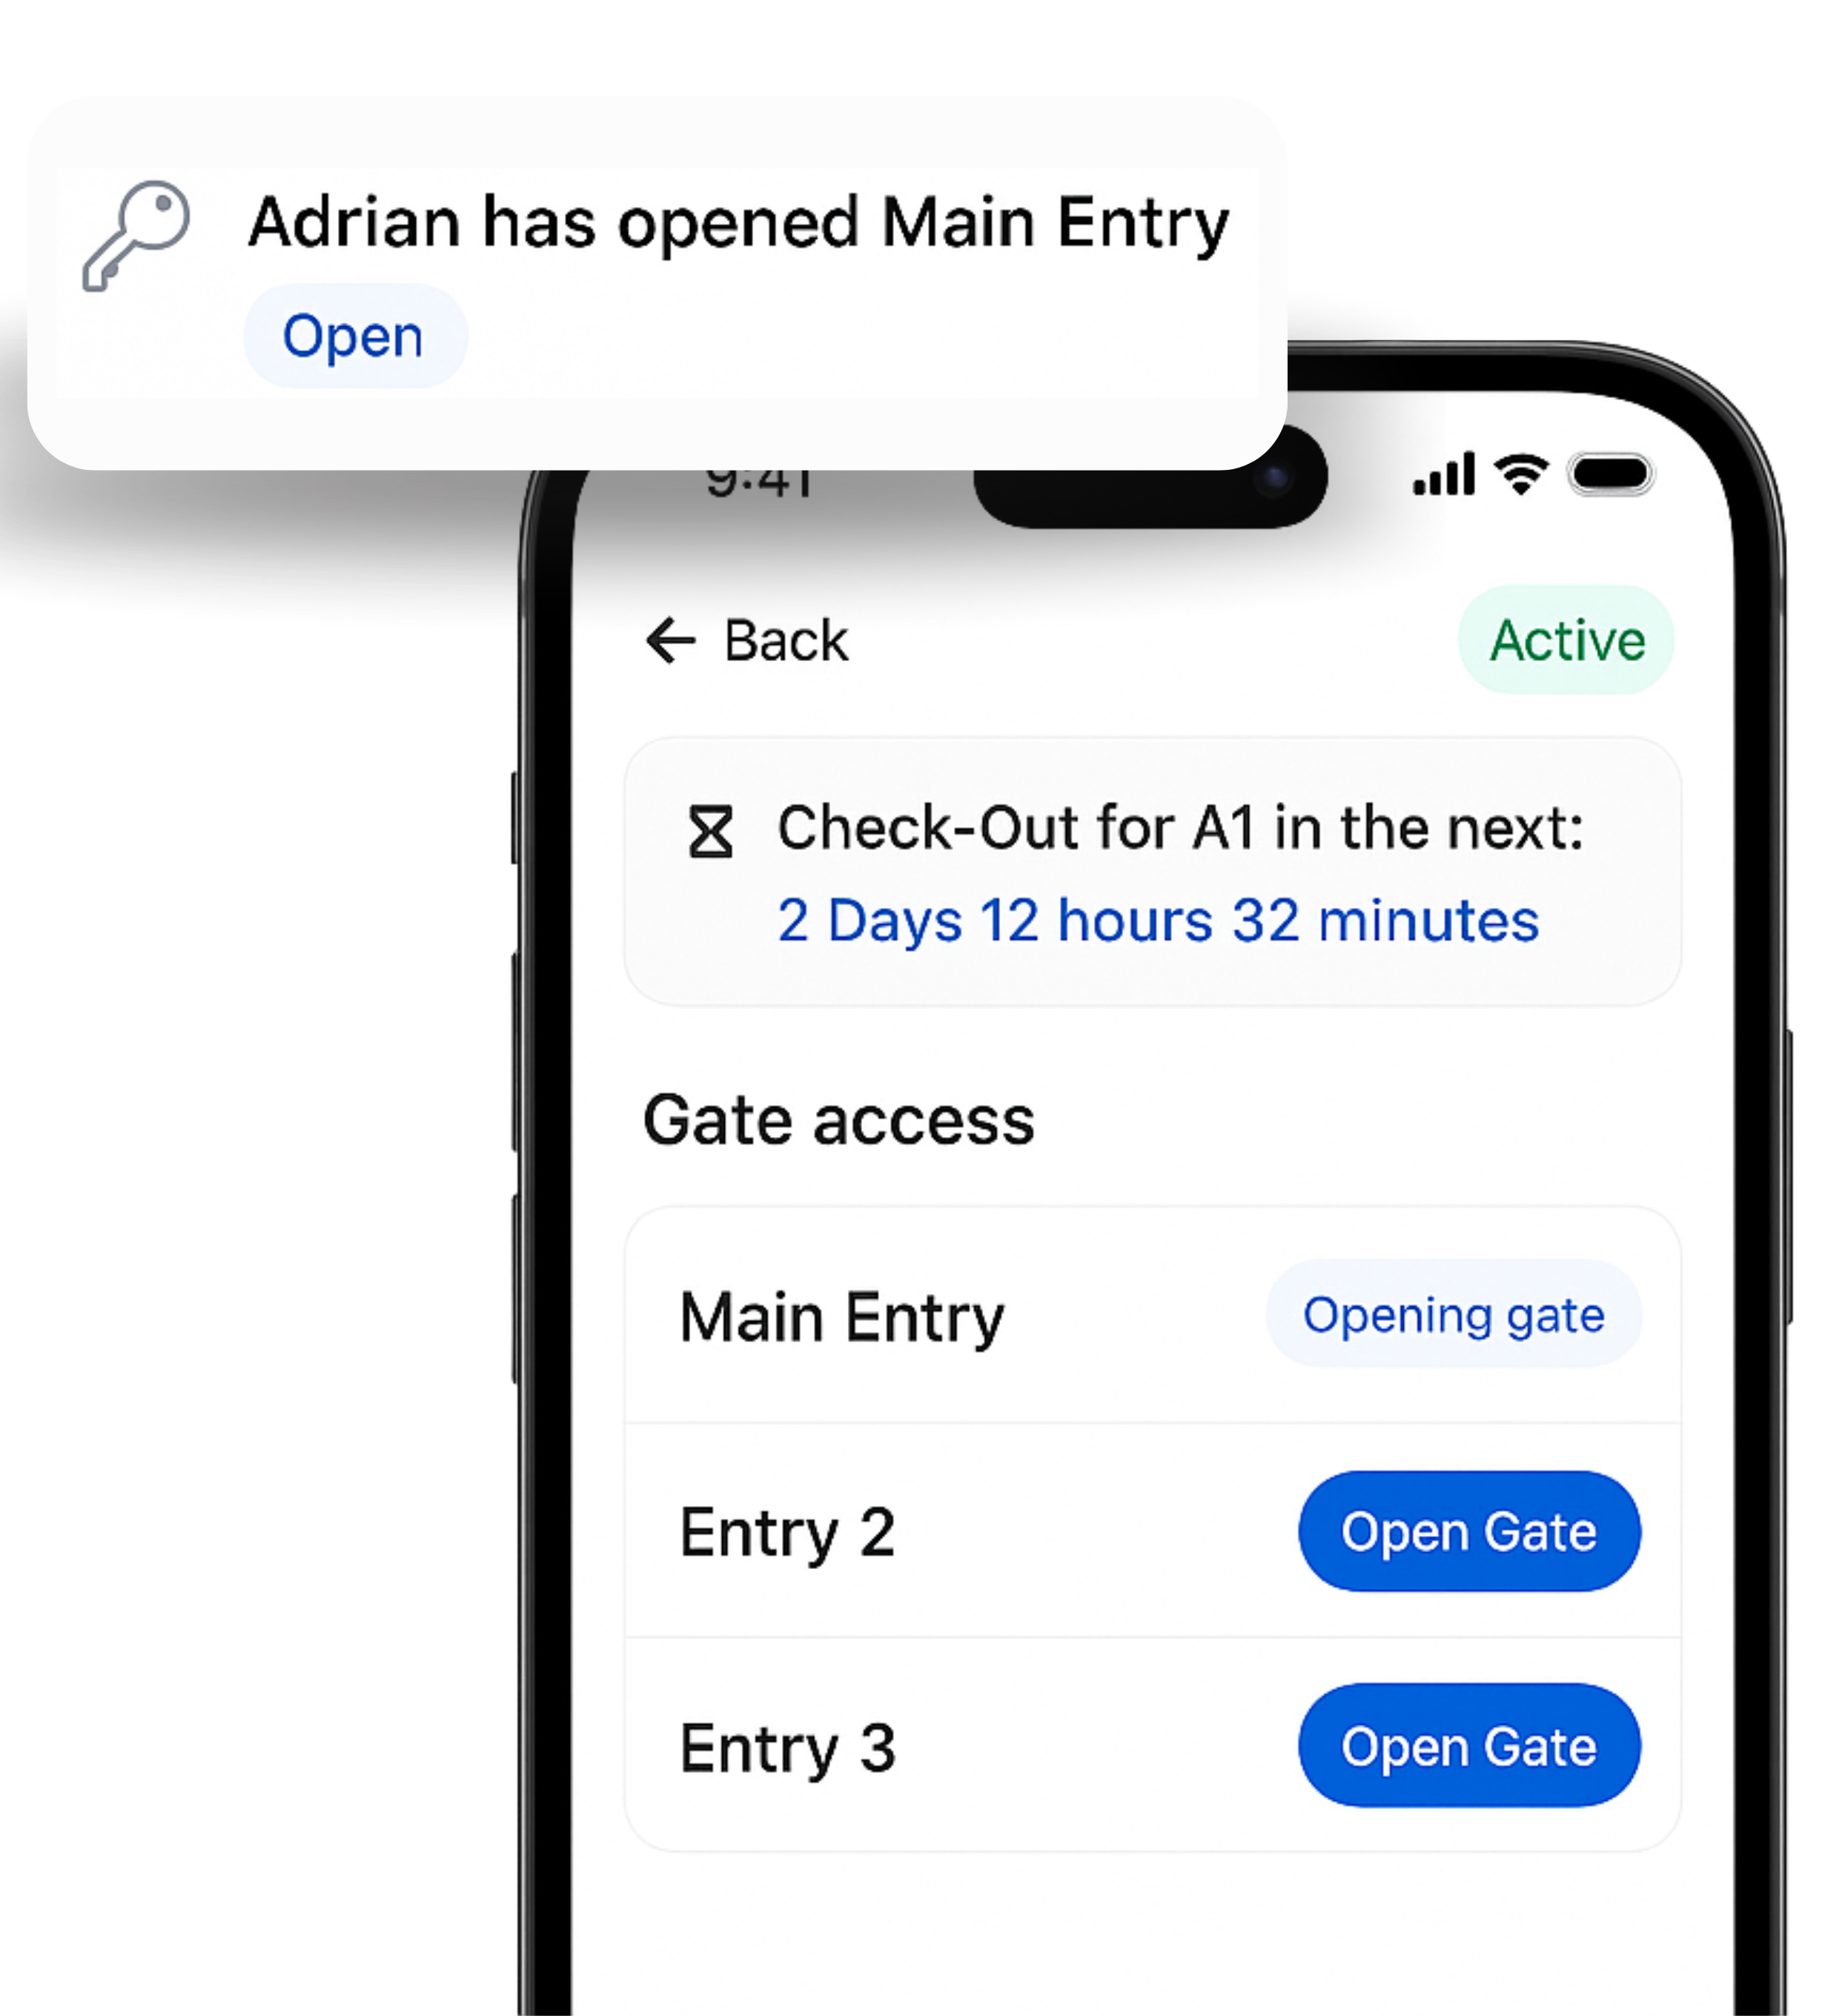 Adrian has opened Main Entry
Open
9:41
← Back
Active
Check-Out for A1 in the next:
2 Days 12 hours 32 minutes
Gate access
Main Entry
Opening gate
Entry 2
Open Gate
Entry 3
Open Gate